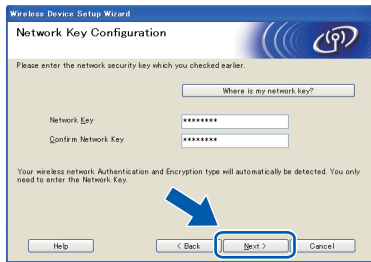 Wireless Device Setup Wizard
Network Key Configuration
Please enter the network security key which you checked earlier.
Where is my network key?
Network Key
********
Confirm Network Key
********
Your wireless network Authentication and Encryption type will automatically be detected. You only
need to enter the Network Key.
Help
< Back
Next >
Cancel